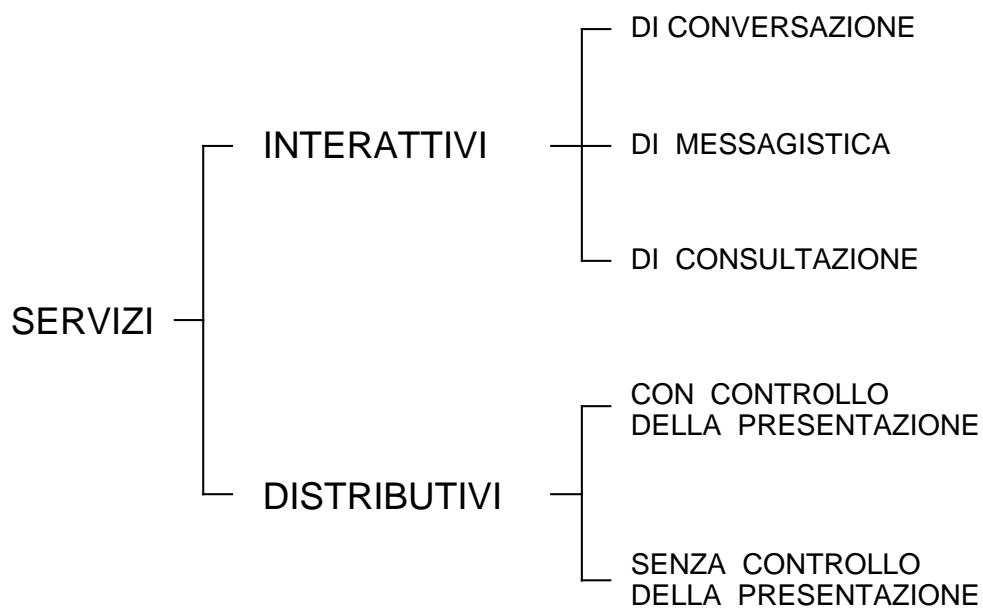 DI CONVERSAZIONE
INTERATTIVI
DI MESSAGISTICA
DI CONSULTAZIONE
SERVIZI
CON CONTROLLO
DELLA PRESENTAZIONE
DISTRIBUTIVI
SENZA CONTROLLO
DELLA PRESENTAZIONE